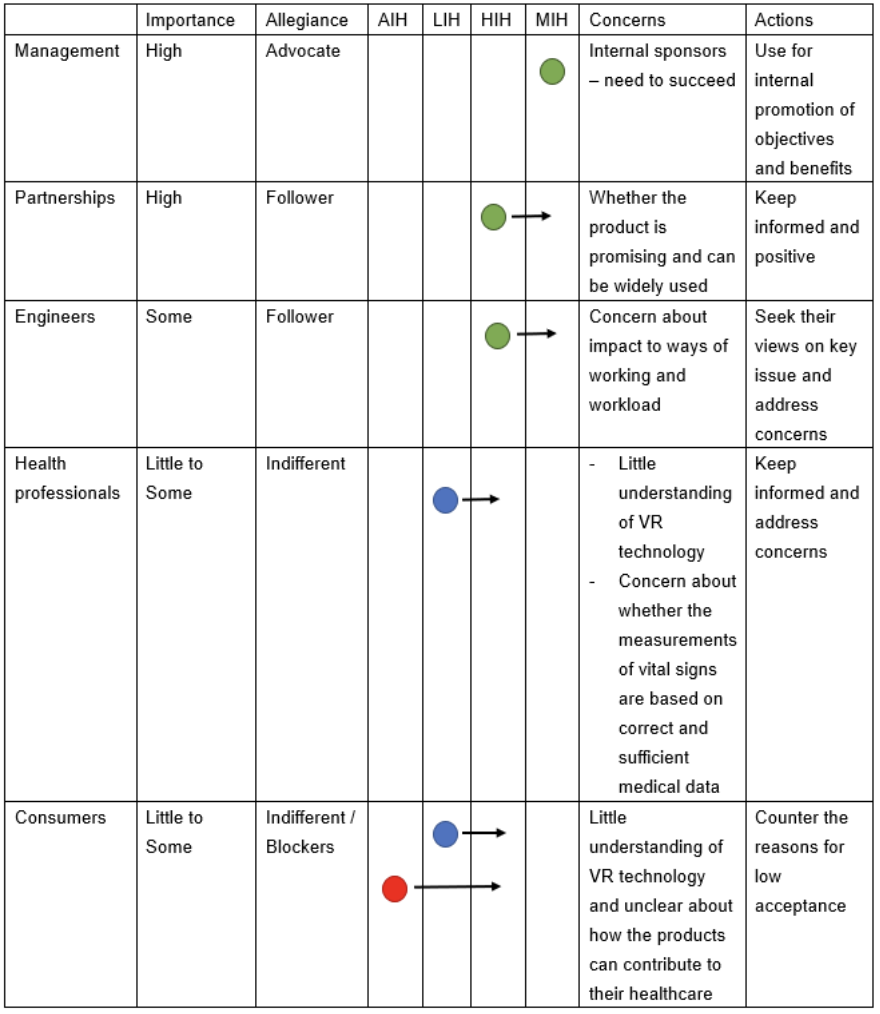 Importance Allegiance AIH LIH HIH MIH Concerns Actions
Management High Advocate Internal sponsors Use for
– need to succeed internal
promotion of
objectives
and benefits
Partnerships High Follower Whether the Keep
product is informed and
promising and can positive
be widely used
Engineers Some Follower Concern about Seek their
impact to ways of views on key
working and issue and
workload address
concerns
Health Little to Indifferent - Little Keep
professionals Some understanding informed and
of VR address
technology concerns
- Concern about
whether the
measurements
of vital signs
are based on
correct and
sufficient
medical data
Consumers Little to Indifferent / Little Counter the
Some Blockers understanding of reasons for
VR technology low
and unclear about acceptance
how the products
can contribute to
their healthcare